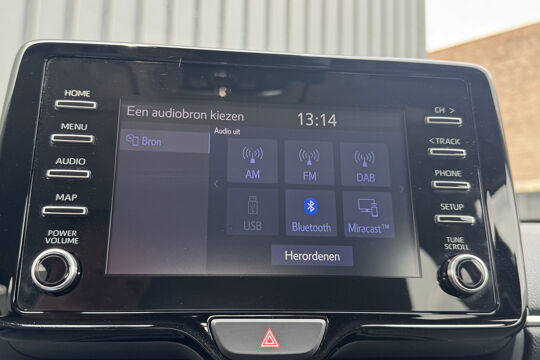 HOME
MENU
AUDIO
MAP
POWER
VOLUME
Een audiobron kiezen 13:14
Bron
Audio uit
AM FM DAB
USB Bluetooth Miracast™
Herordenen
CH >
< TRACK
PHONE
SETUP
TUNE
SCROLL